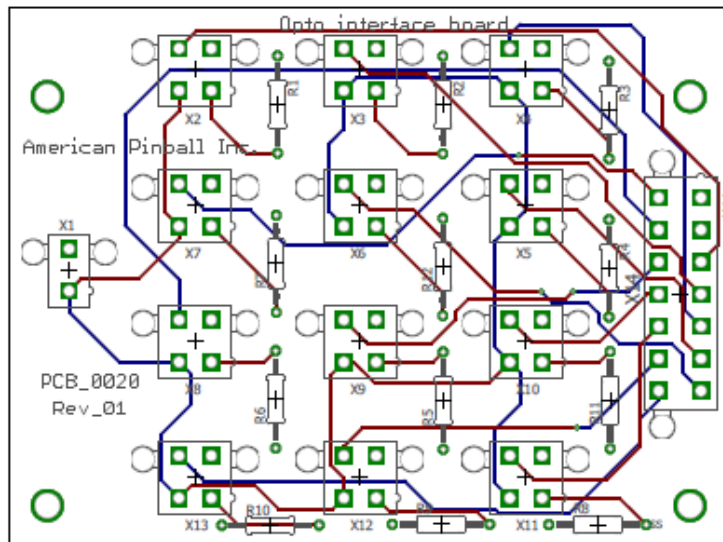 Opto interface board
X2
R1
X3
R2
X4
R3
American Pinball Inc.
X1
X7
X6
R12
X5
R4
X14
X8
X9
X10
PCB_0020
Rev_01
R6
R5
R11
X13
R10
X12
X11
R8